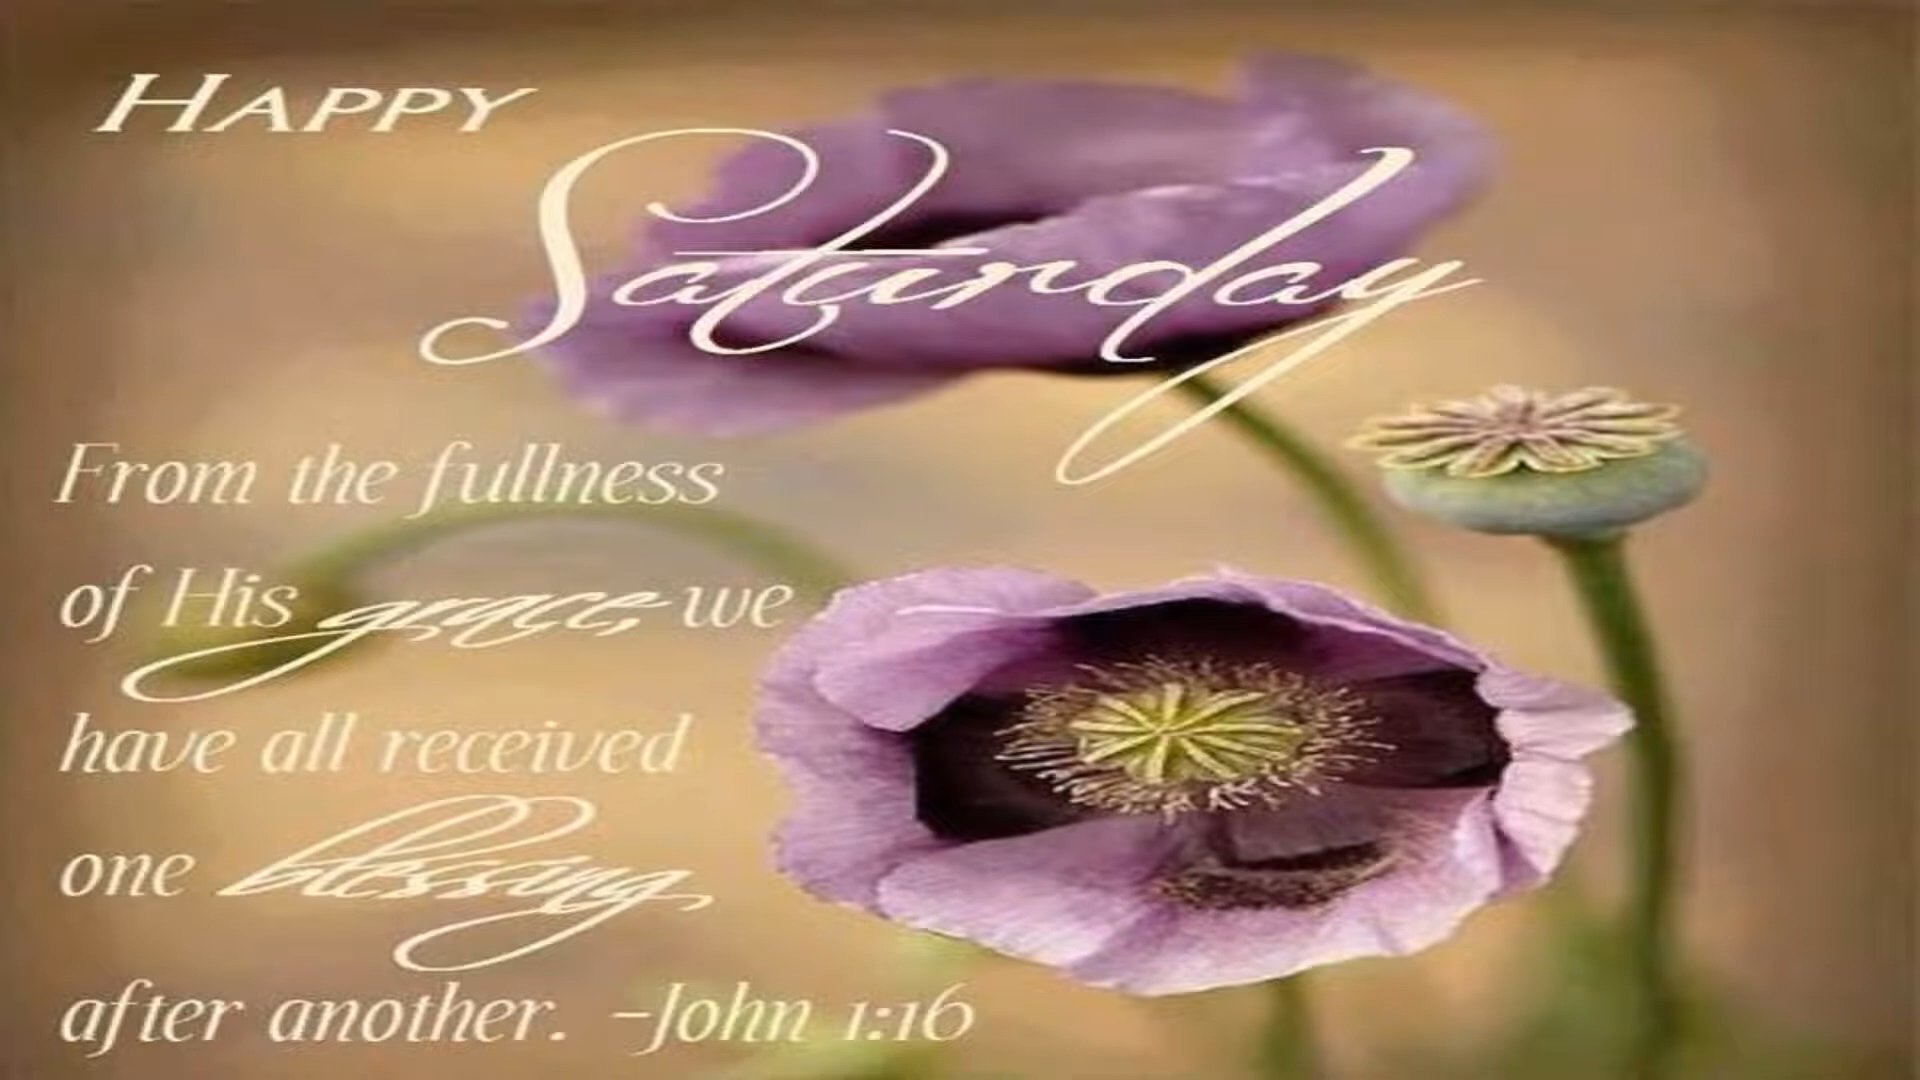 HAPPY
Saturday
From the fullness
of His grace, we
have all received
one blessing
after another. -John 1:16